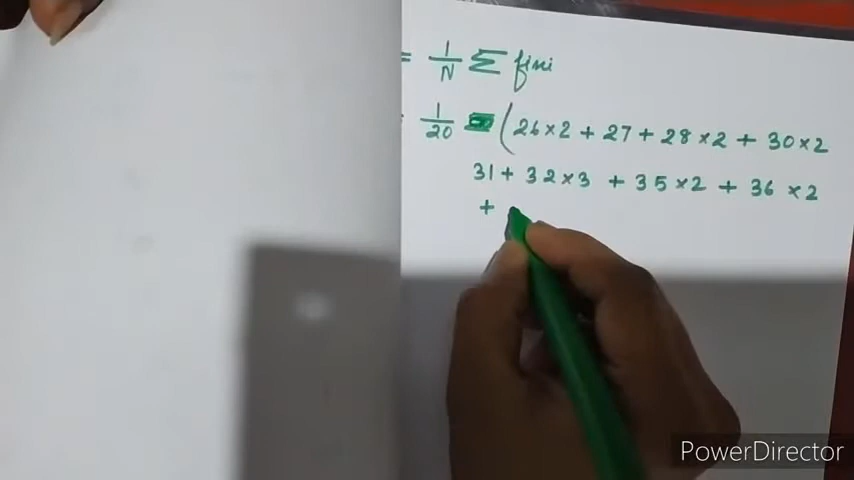 = 1/N Σ fixi
1/20 (26×2 + 27 + 28×2 + 30×2
31 + 32×3 + 35×2 + 36×2
+
PowerDirector